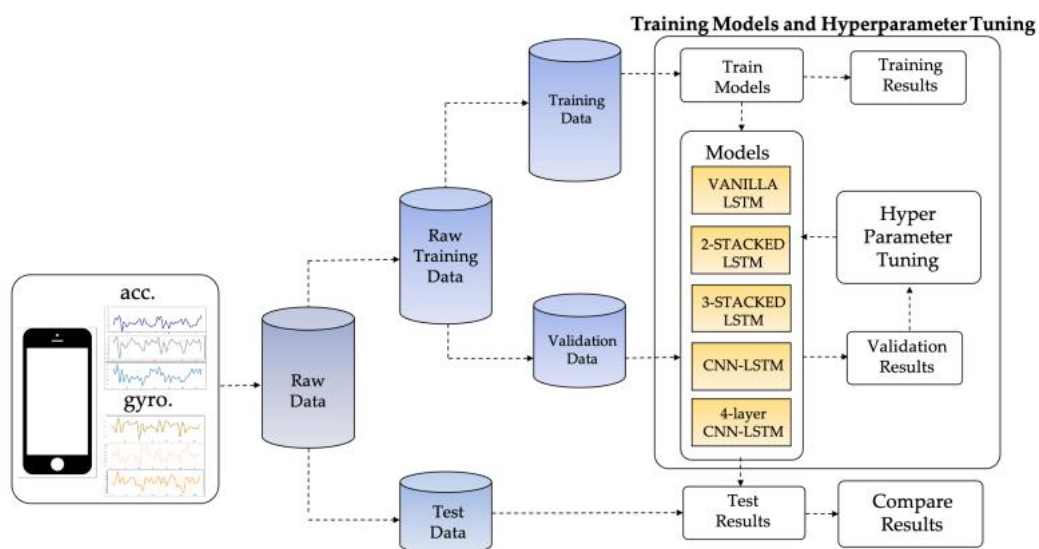 Training Models and Hyperparameter Tuning
Training
Data
Train
Models
Training
Results
Models
VANILLA
LSTM
2-STACKED
LSTM
3-STACKED
LSTM
CNN-LSTM
4-layer
CNN-LSTM
Hyper
Parameter
Tuning
Validation
Results
Raw
Training
Data
Validation
Data
acc.
gyro.
Raw
Data
Test
Data
Test
Results
Compare
Results